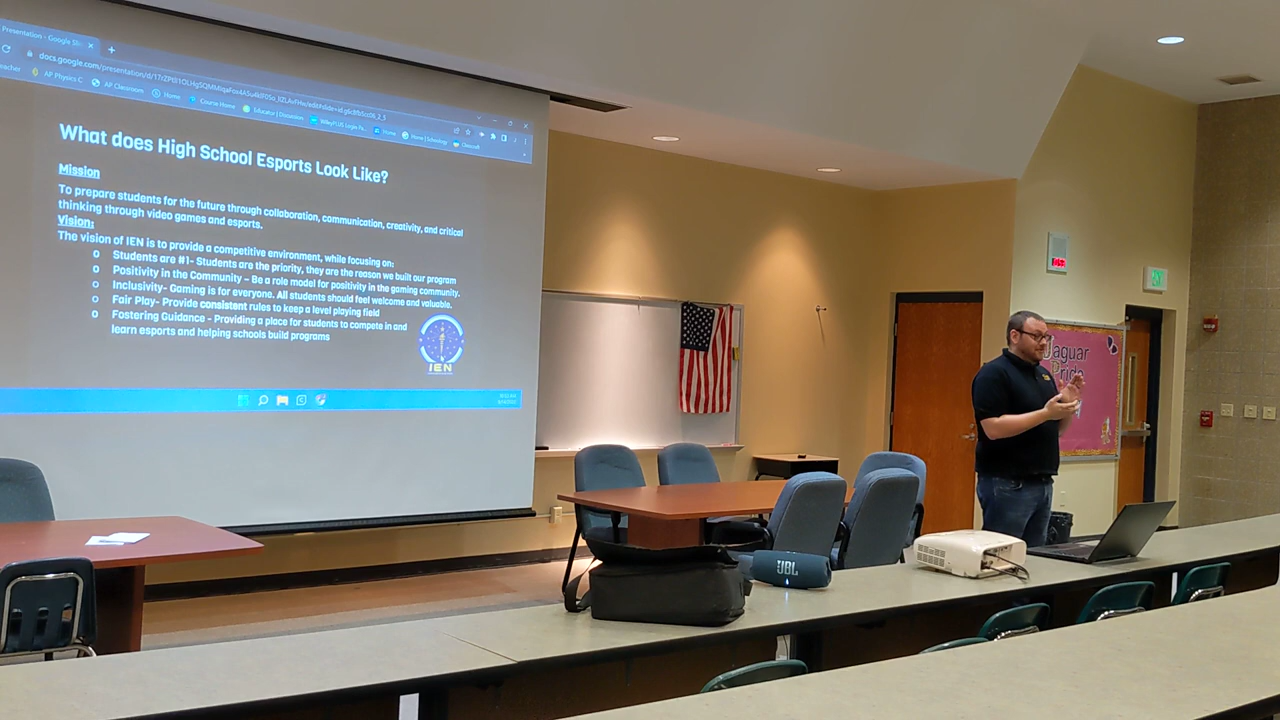 Presentation - Google Sli
docs.google.com/presentation/d/
AP Physics C
AP Classroom
Home
Course Home
Educator | Discussion
Home
Home | Schoology
Classcraft
What does High School Esports Look Like?
Mission
To prepare students for the future through collaboration, communication, creativity, and critical
thinking through video games and esports.
Vision:
The vision of IEN is to provide a competitive environment, while focusing on:
o Students are #1- Students are the priority, they are the reason we built our program
o Positivity in the Community - Be a role model for positivity in the gaming community.
o Inclusivity- Gaming is for everyone. All students should feel welcome and valuable.
o Fair Play- Provide consistent rules to keep a level playing field
o Fostering Guidance - Providing a place for students to compete in and
learn esports and helping schools build programs
IEN
Jaguar
Pride
JBL